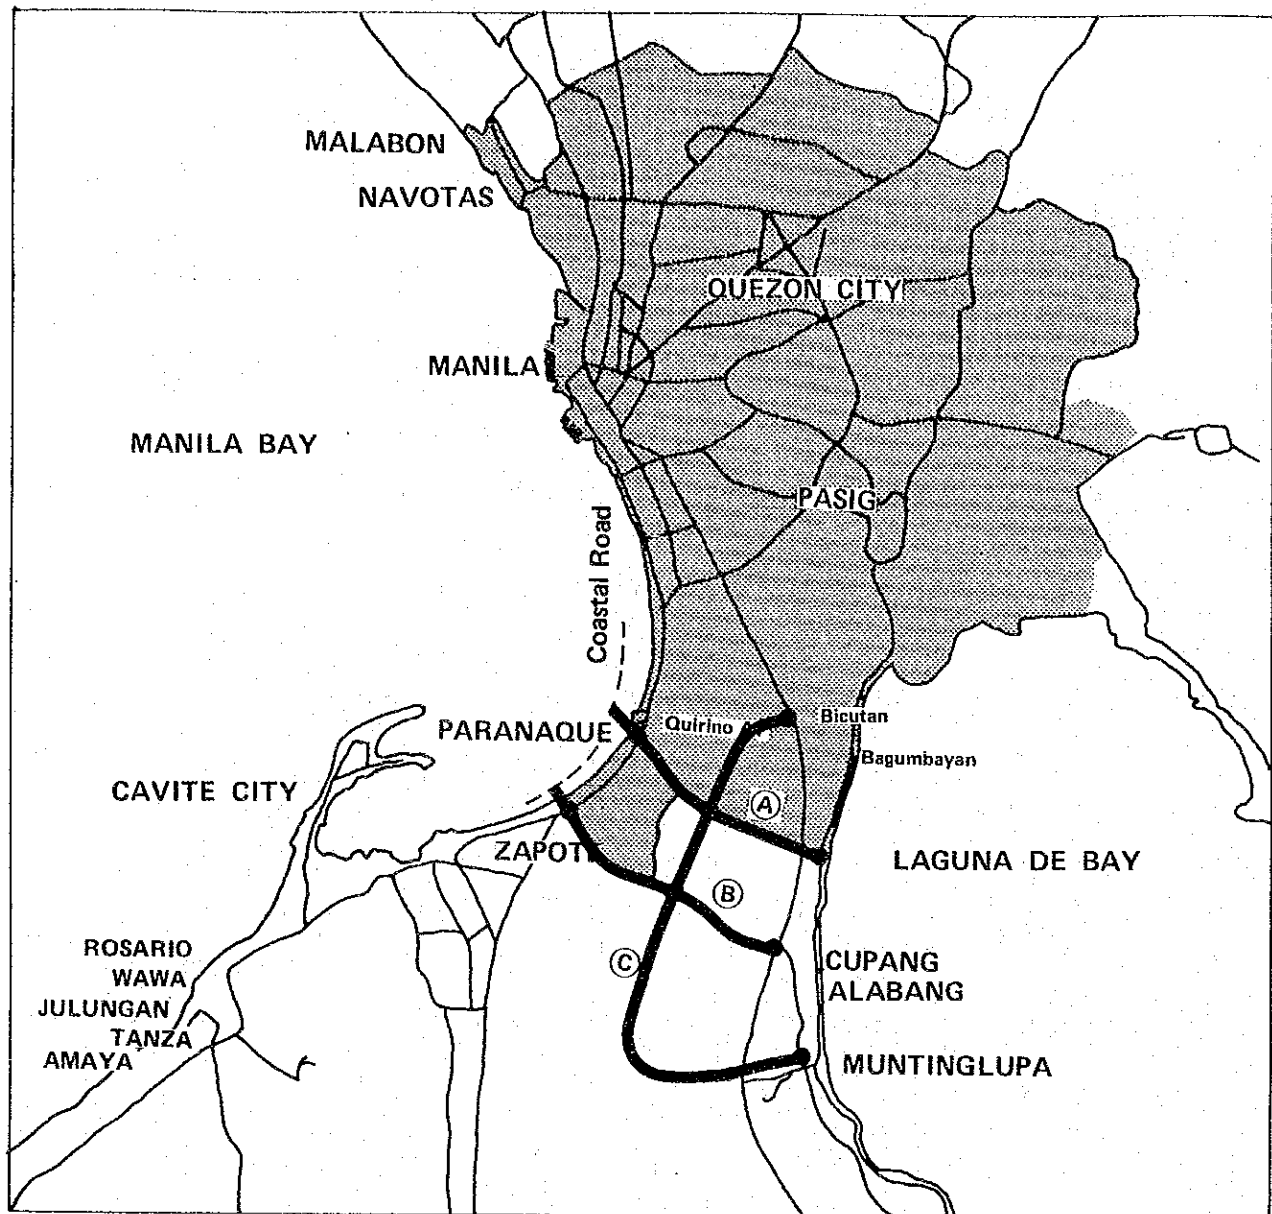 MALABON
NAVOTAS
QUEZON CITY
MANILA
MANILA BAY
PASIG
Coastal Road
PARANAQUE
Quirino
Bicutan
Bagumbayan
CAVITE CITY
A
ZAPOTE
LAGUNA DE BAY
B
C
ROSARIO
WAWA
CUPANG
ALABANG
JULUNGAN
TANZA
AMAYA
MUNTINGLUPA